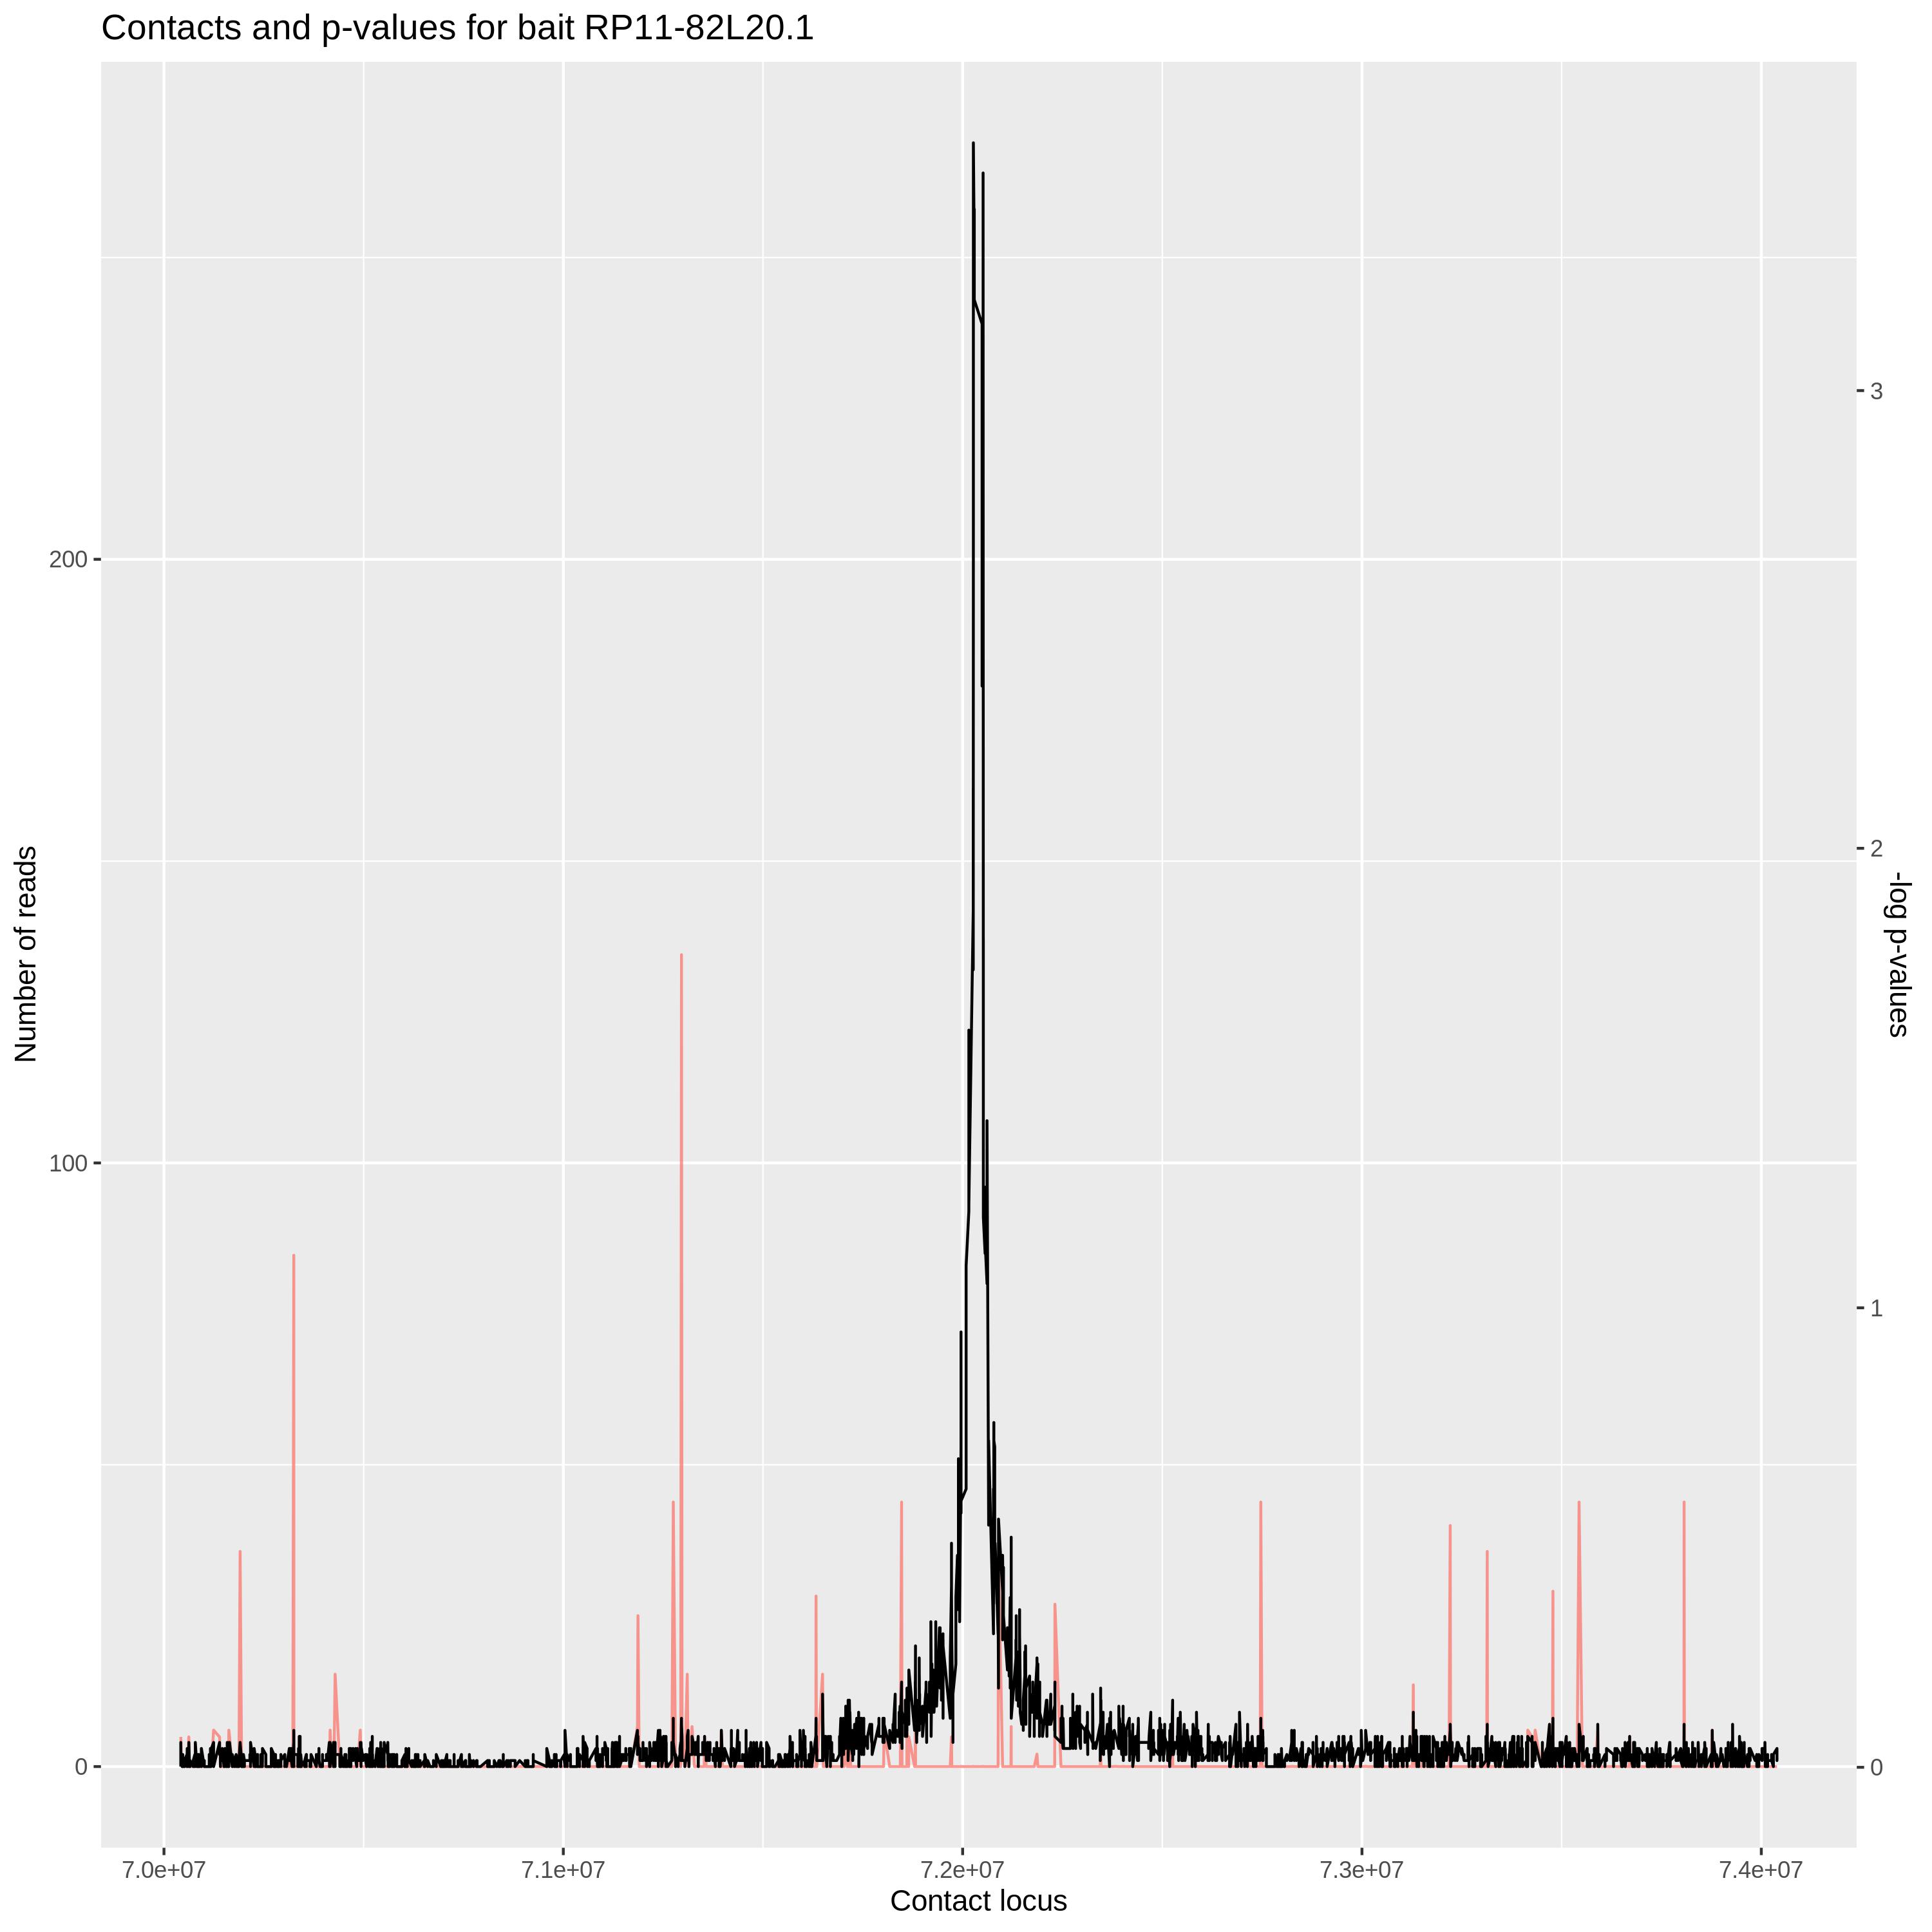 Contacts and p-values for bait RP11-82L20.1
Number of reads
200
100
0
3
2
1
0
-log p-values
7.0e+07 7.1e+07 7.2e+07 7.3e+07 7.4e+07
Contact locus